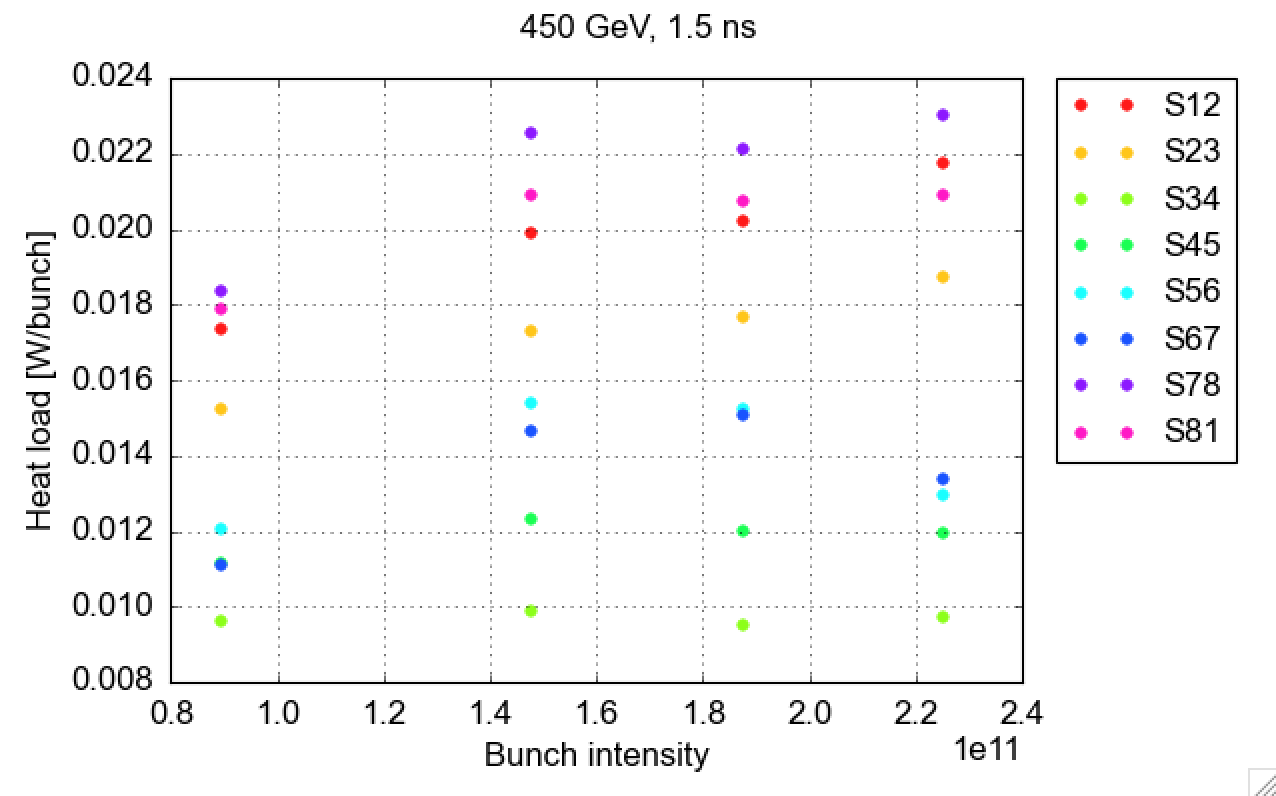 450 GeV, 1.5 ns
0.024
0.022
0.020
0.018
0.016
0.014
0.012
0.010
0.008
Heat load [W/bunch]
0.8 1.0 1.2 1.4 1.6 1.8 2.0 2.2 2.4
Bunch intensity
1e11
S12
S23
S34
S45
S56
S67
S78
S81